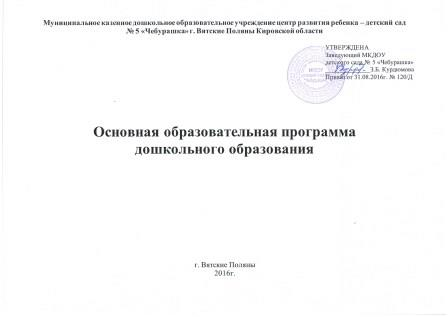 Муниципальное казенное дошкольное образовательное учреждение центр развития ребенка – детский сад
№ 5 «Чебурашка» г. Вятские Поляны Кировской области
УТВЕРЖДЕНА
Заведующий МКДОУ
детского сада № 5 «Чебурашка»
З.Б. Курдюмова
Приказ от 31.08.2016г. № 120/Д
Основная образовательная программа
дошкольного образования
г. Вятские Поляны
2016г.